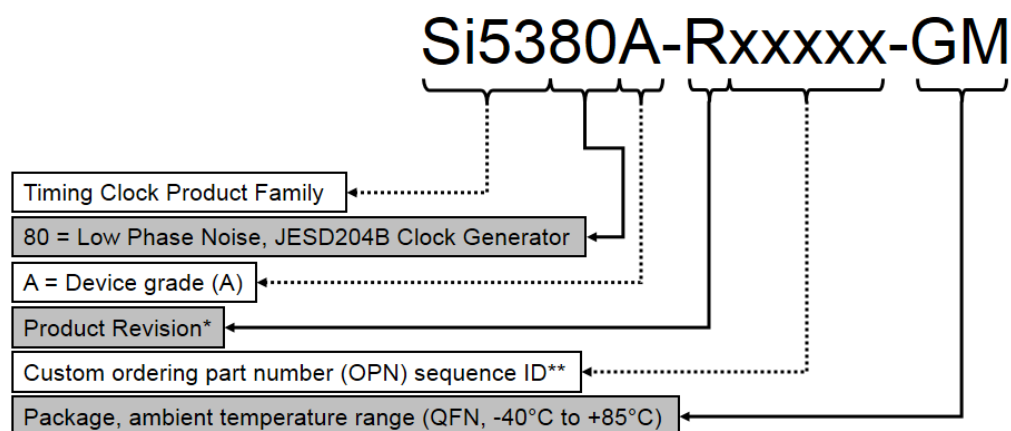 Si5380A-Rxxxxx-GM
Timing Clock Product Family
80 = Low Phase Noise, JESD204B Clock Generator
A = Device grade (A)
Product Revision*
Custom ordering part number (OPN) sequence ID**
Package, ambient temperature range (QFN, -40°C to +85°C)